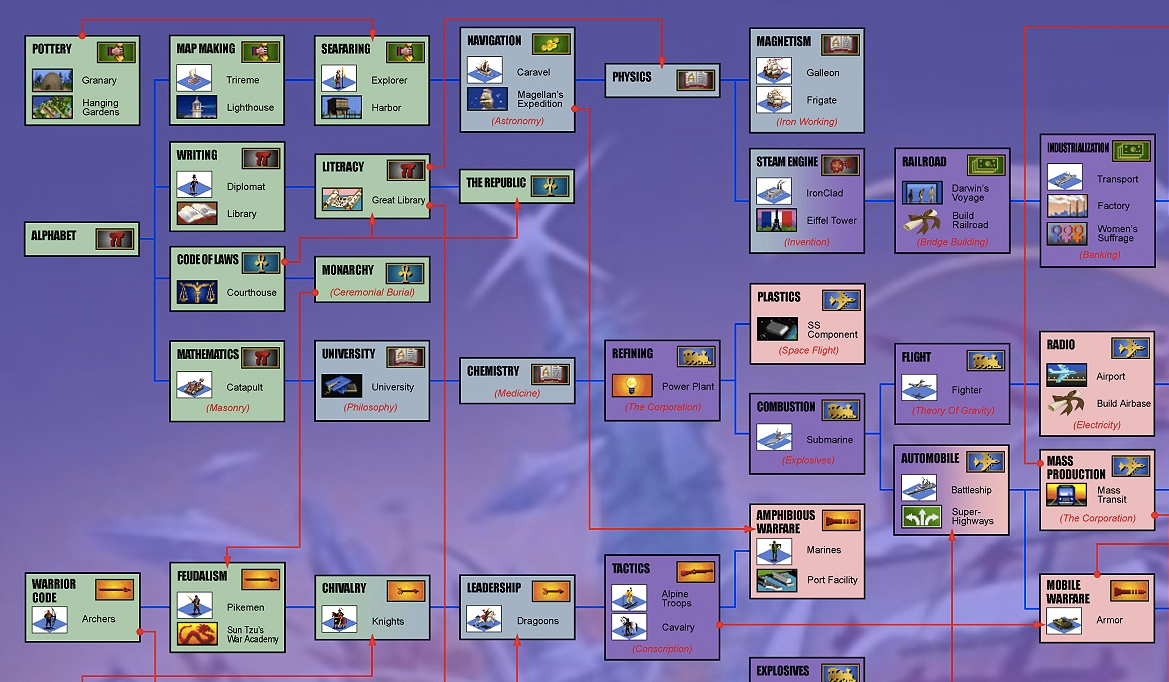 POTTERY
Granary
Hanging
Gardens
MAP MAKING
Trireme
Lighthouse
SEAFARING
Explorer
Harbor
NAVIGATION
Caravel
Magellan's
Expedition
(Astronomy)
PHYSICS
MAGNETISM
Galleon
Frigate
(Iron Working)
WRITING
Diplomat
Library
LITERACY
Great Library
THE REPUBLIC
STEAM ENGINE
IronClad
Eiffel Tower
(Invention)
RAILROAD
Darwin's
Voyage
Build
Railroad
(Bridge Building)
INDUSTRIALIZATION
Transport
Factory
Women's
Suffrage
(Banking)
ALPHABET
CODE OF LAWS
Courthouse
MONARCHY
(Ceremonial Burial)
MATHEMATICS
Catapult
(Masonry)
UNIVERSITY
University
(Philosophy)
CHEMISTRY
(Medicine)
REFINING
Power Plant
(The Corporation)
PLASTICS
SS
Component
(Space Flight)
COMBUSTION
Submarine
(Explosives)
FLIGHT
Fighter
(Theory Of Gravity)
RADIO
Airport
Build Airbase
(Electricity)
AUTOMOBILE
Battleship
Super-
Highways
MASS
PRODUCTION
Mass
Transit
(The Corporation)
AMPHIBIOUS
WARFARE
Marines
Port Facility
WARRIOR
CODE
Archers
FEUDALISM
Pikemen
Sun Tzu's
War Academy
CHIVALRY
Knights
LEADERSHIP
Dragoons
TACTICS
Alpine
Troops
Cavalry
(Conscription)
MOBILE
WARFARE
Armor
EXPLOSIVES